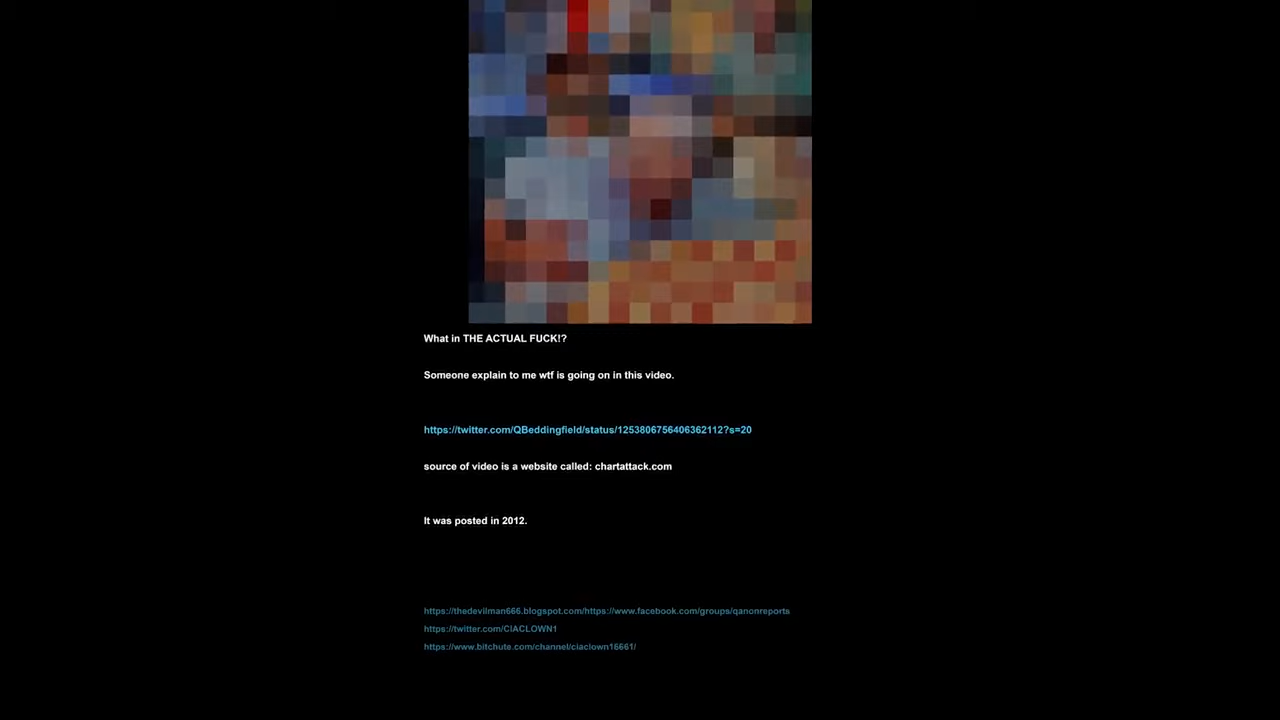 What in THE ACTUAL FUCK!?
Someone explain to me wtf is going on in this video.
https://twitter.com/QBeddingfield/status/1253806756406362112?s=20
source of video is a website called: chartattack.com
It was posted in 2012.
https://thedevilman666.blogspot.com/https://www.facebook.com/groups/qanonreports
https://twitter.com/CIACLOWN1
https://www.bitchute.com/channel/ciaclown16661/